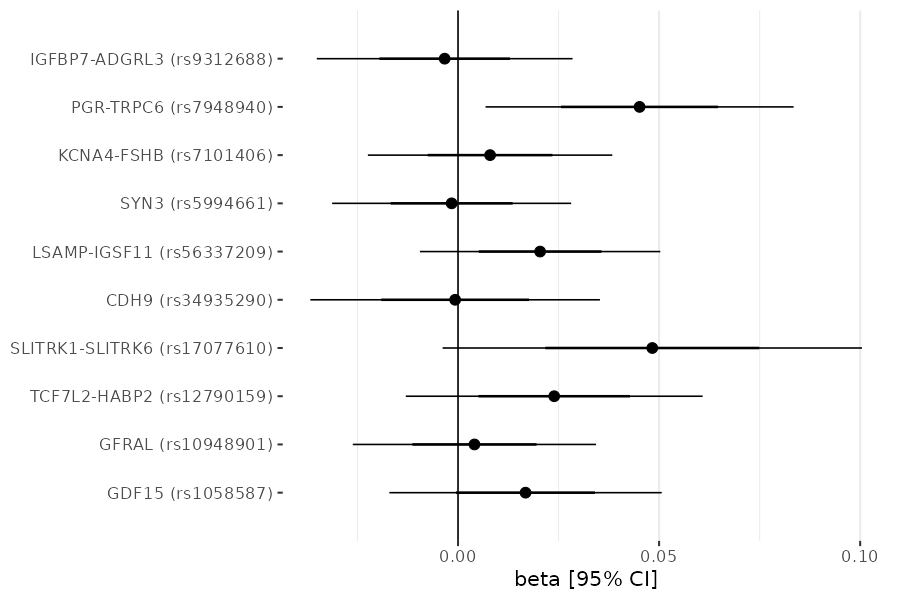 IGFBP7-ADGRL3 (rs9312688)
PGR-TRPC6 (rs7948940)
KCNA4-FSHB (rs7101406)
SYN3 (rs5994661)
LSAMP-IGSF11 (rs56337209)
CDH9 (rs34935290)
SLITRK1-SLITRK6 (rs17077610)
TCF7L2-HABP2 (rs12790159)
GFRAL (rs10948901)
GDF15 (rs1058587)
0.00 0.05 0.10
beta [95% CI]